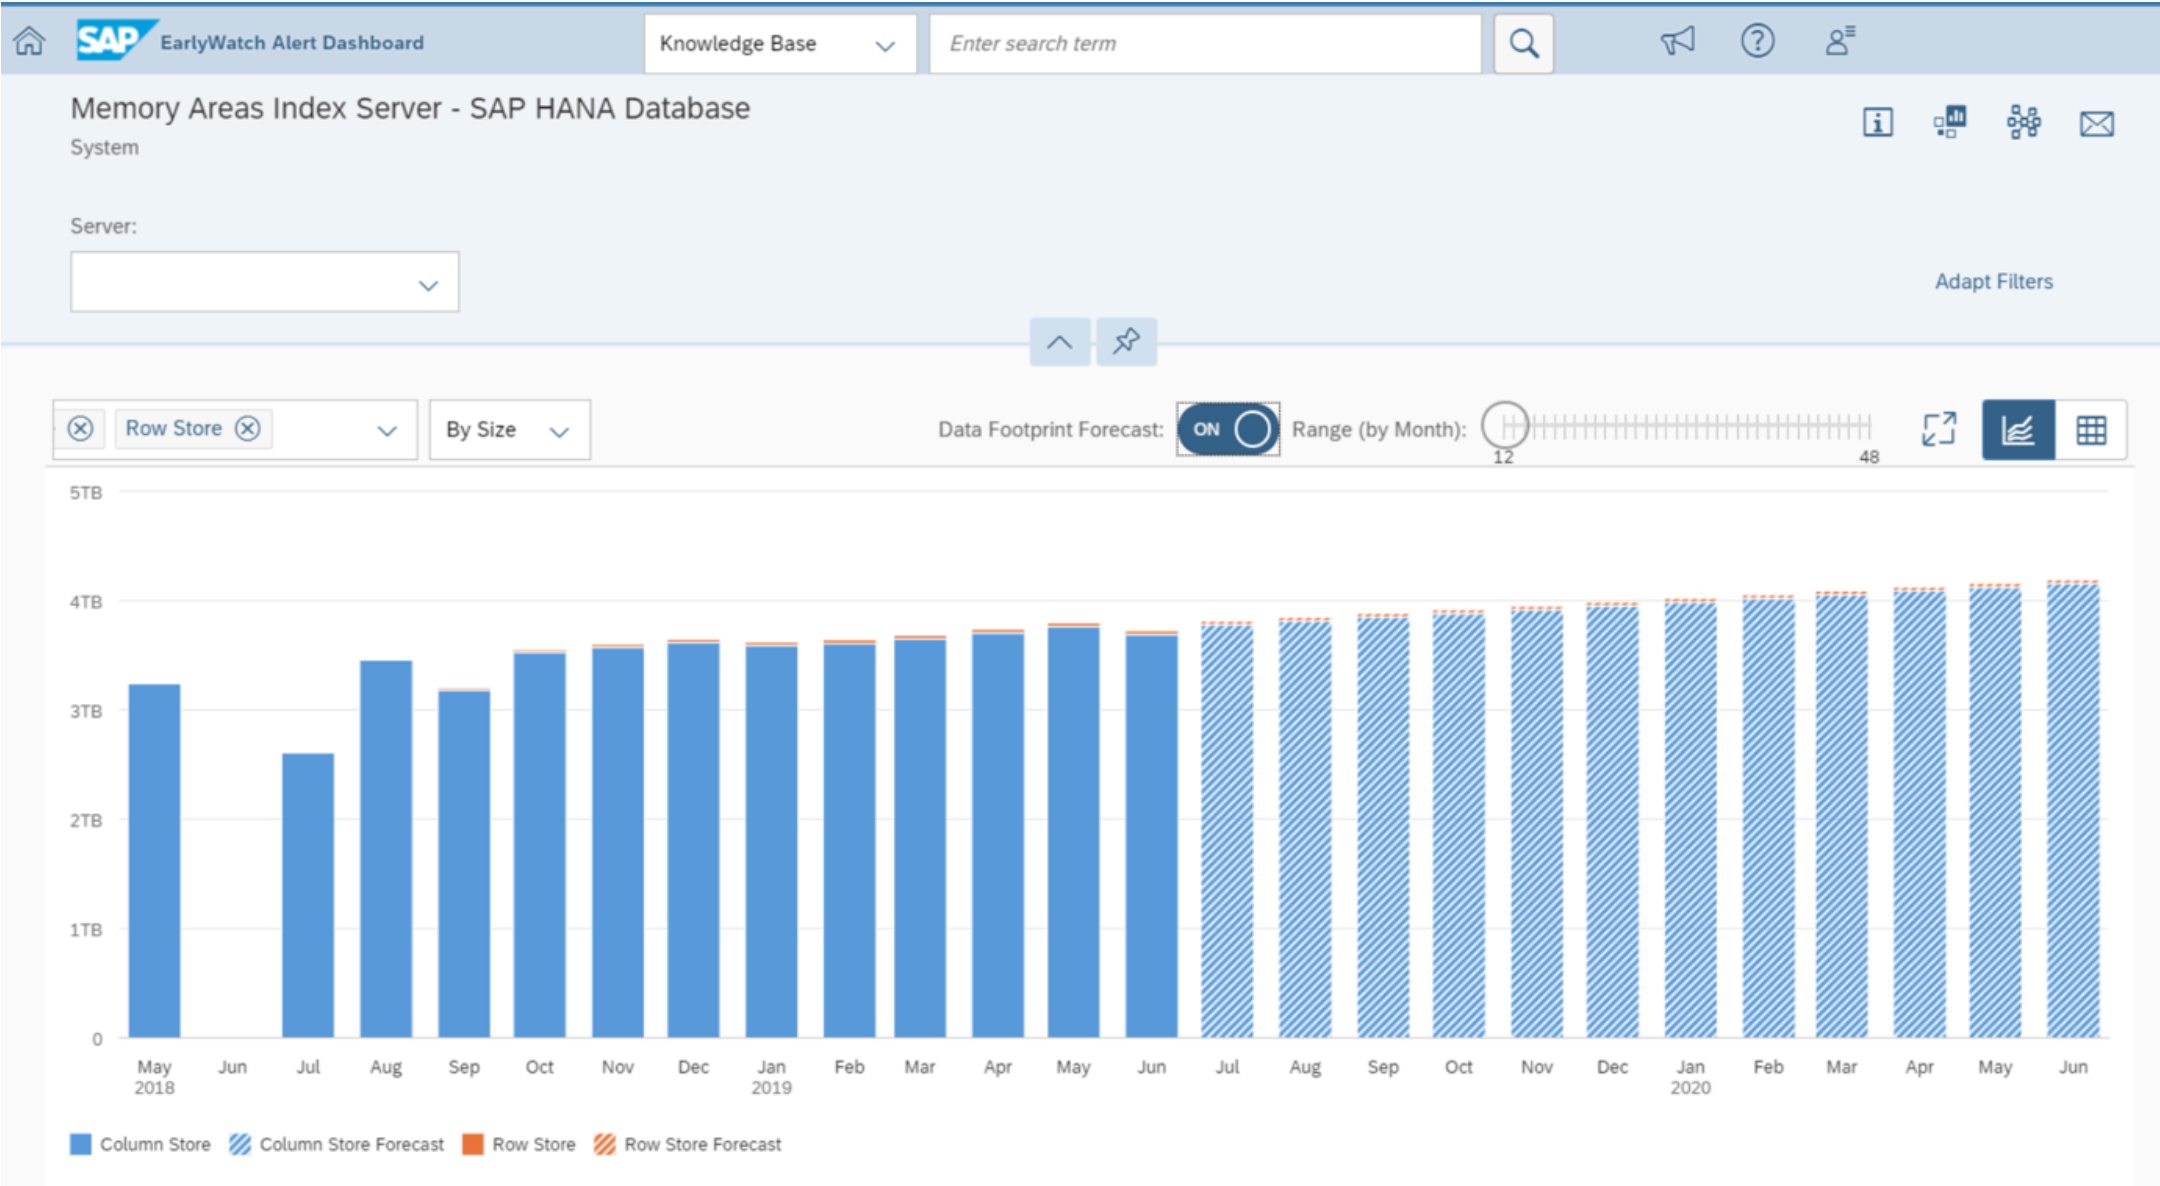 SAP EarlyWatch Alert Dashboard Knowledge Base Enter search term
Memory Areas Index Server - SAP HANA Database
System
Server:
Adapt Filters
Row Store By Size Data Footprint Forecast: ON Range (by Month):
12 48
5TB
4TB
3TB
2TB
1TB
0
May Jun Jul Aug Sep Oct Nov Dec Jan Feb Mar Apr May Jun Jul Aug Sep Oct Nov Dec Jan Feb Mar Apr May Jun
2018 2019 2020
Column Store Column Store Forecast Row Store Row Store Forecast